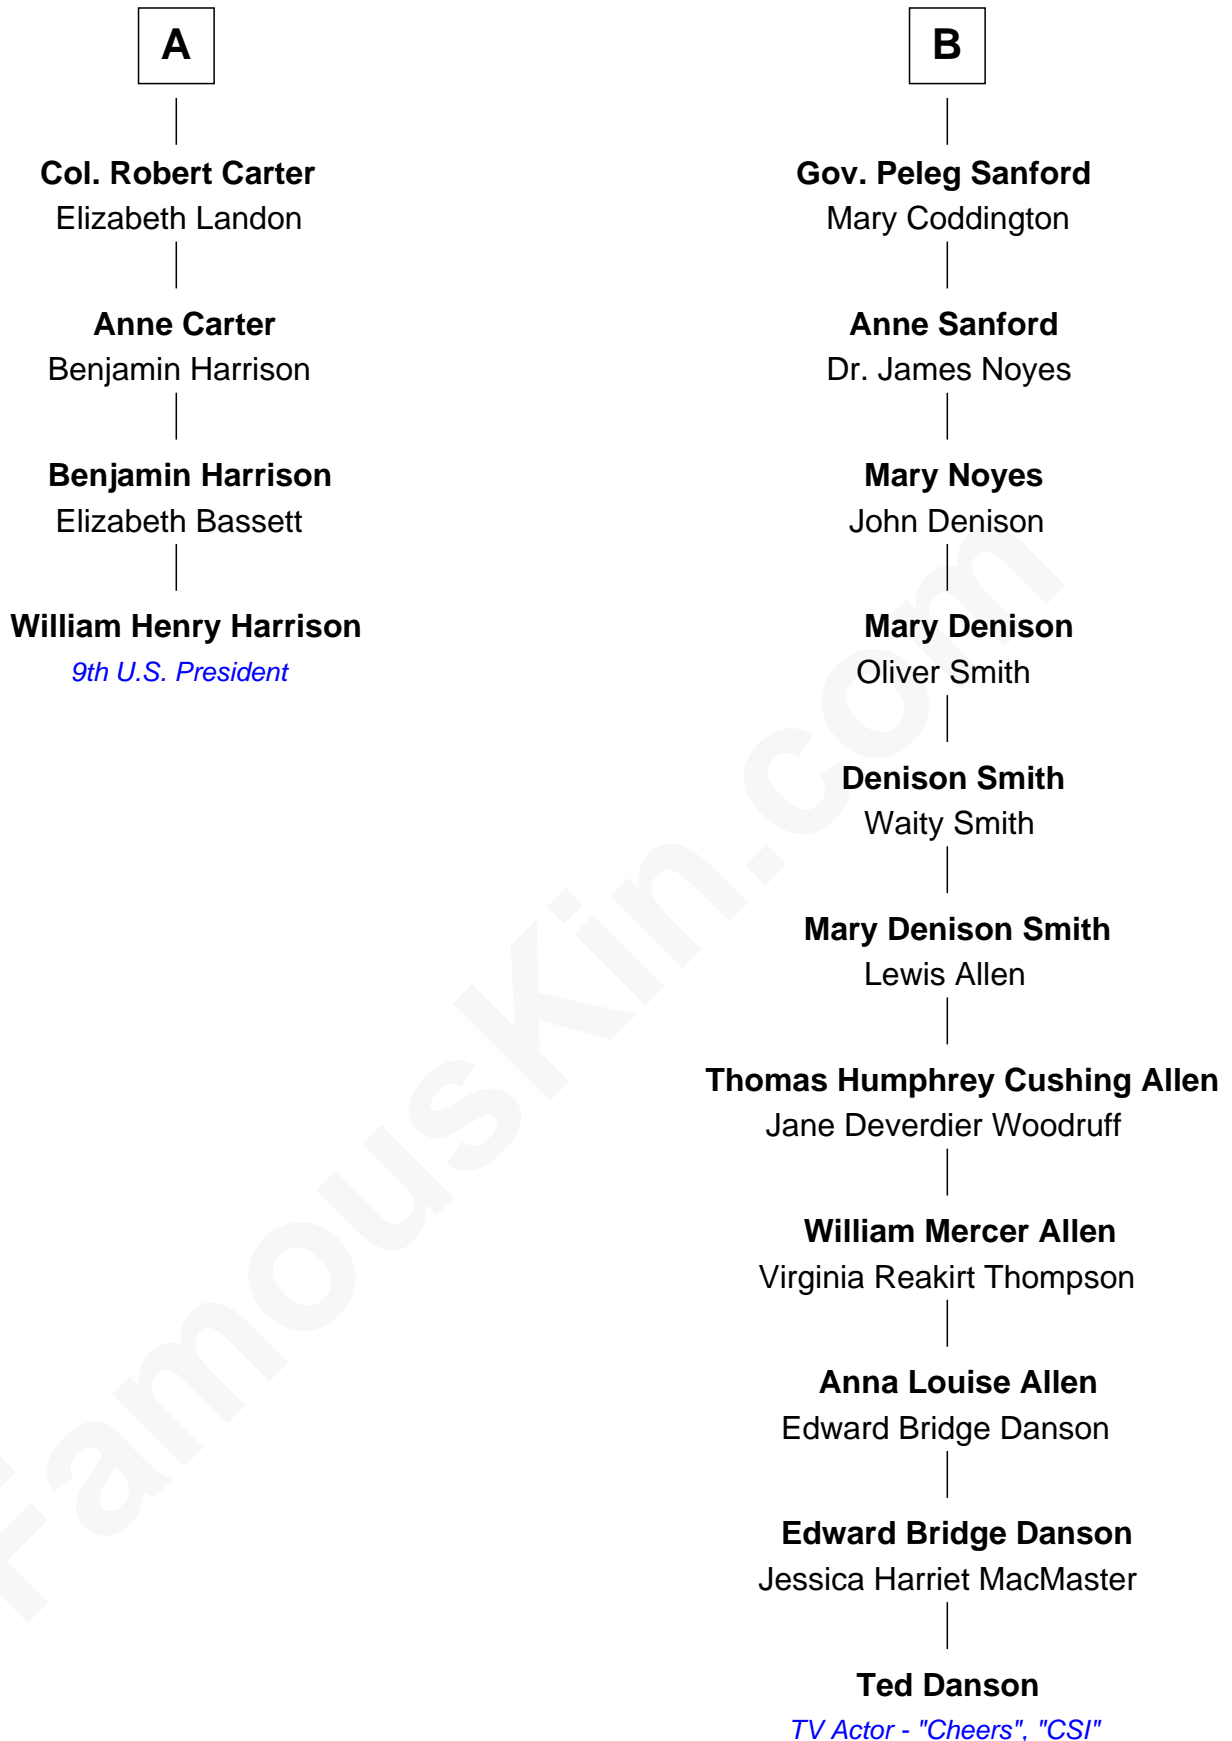 A
Col. Robert Carter
Elizabeth Landon
Anne Carter
Benjamin Harrison
Benjamin Harrison
Elizabeth Bassett
William Henry Harrison
9th U.S. President
B
Gov. Peleg Sanford
Mary Coddington
Anne Sanford
Dr. James Noyes
Mary Noyes
John Denison
Mary Denison
Oliver Smith
Denison Smith
Waity Smith
Mary Denison Smith
Lewis Allen
Thomas Humphrey Cushing Allen
Jane Deverdier Woodruff
William Mercer Allen
Virginia Reakirt Thompson
Anna Louise Allen
Edward Bridge Danson
Edward Bridge Danson
Jessica Harriet MacMaster
Ted Danson
TV Actor - "Cheers", "CSI"
FamousKin.com